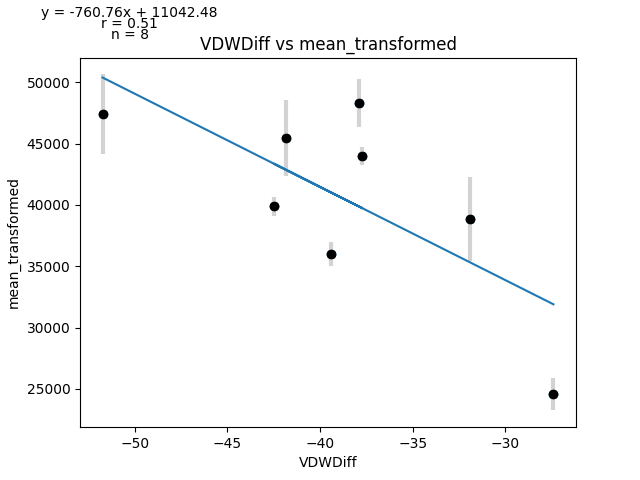 y = -760.76x + 11042.48
r = 0.51
n = 8
VDWDiff vs mean_transformed
50000
45000
40000
35000
30000
25000
mean_transformed
−50
−45
−40
−35
−30
VDWDiff